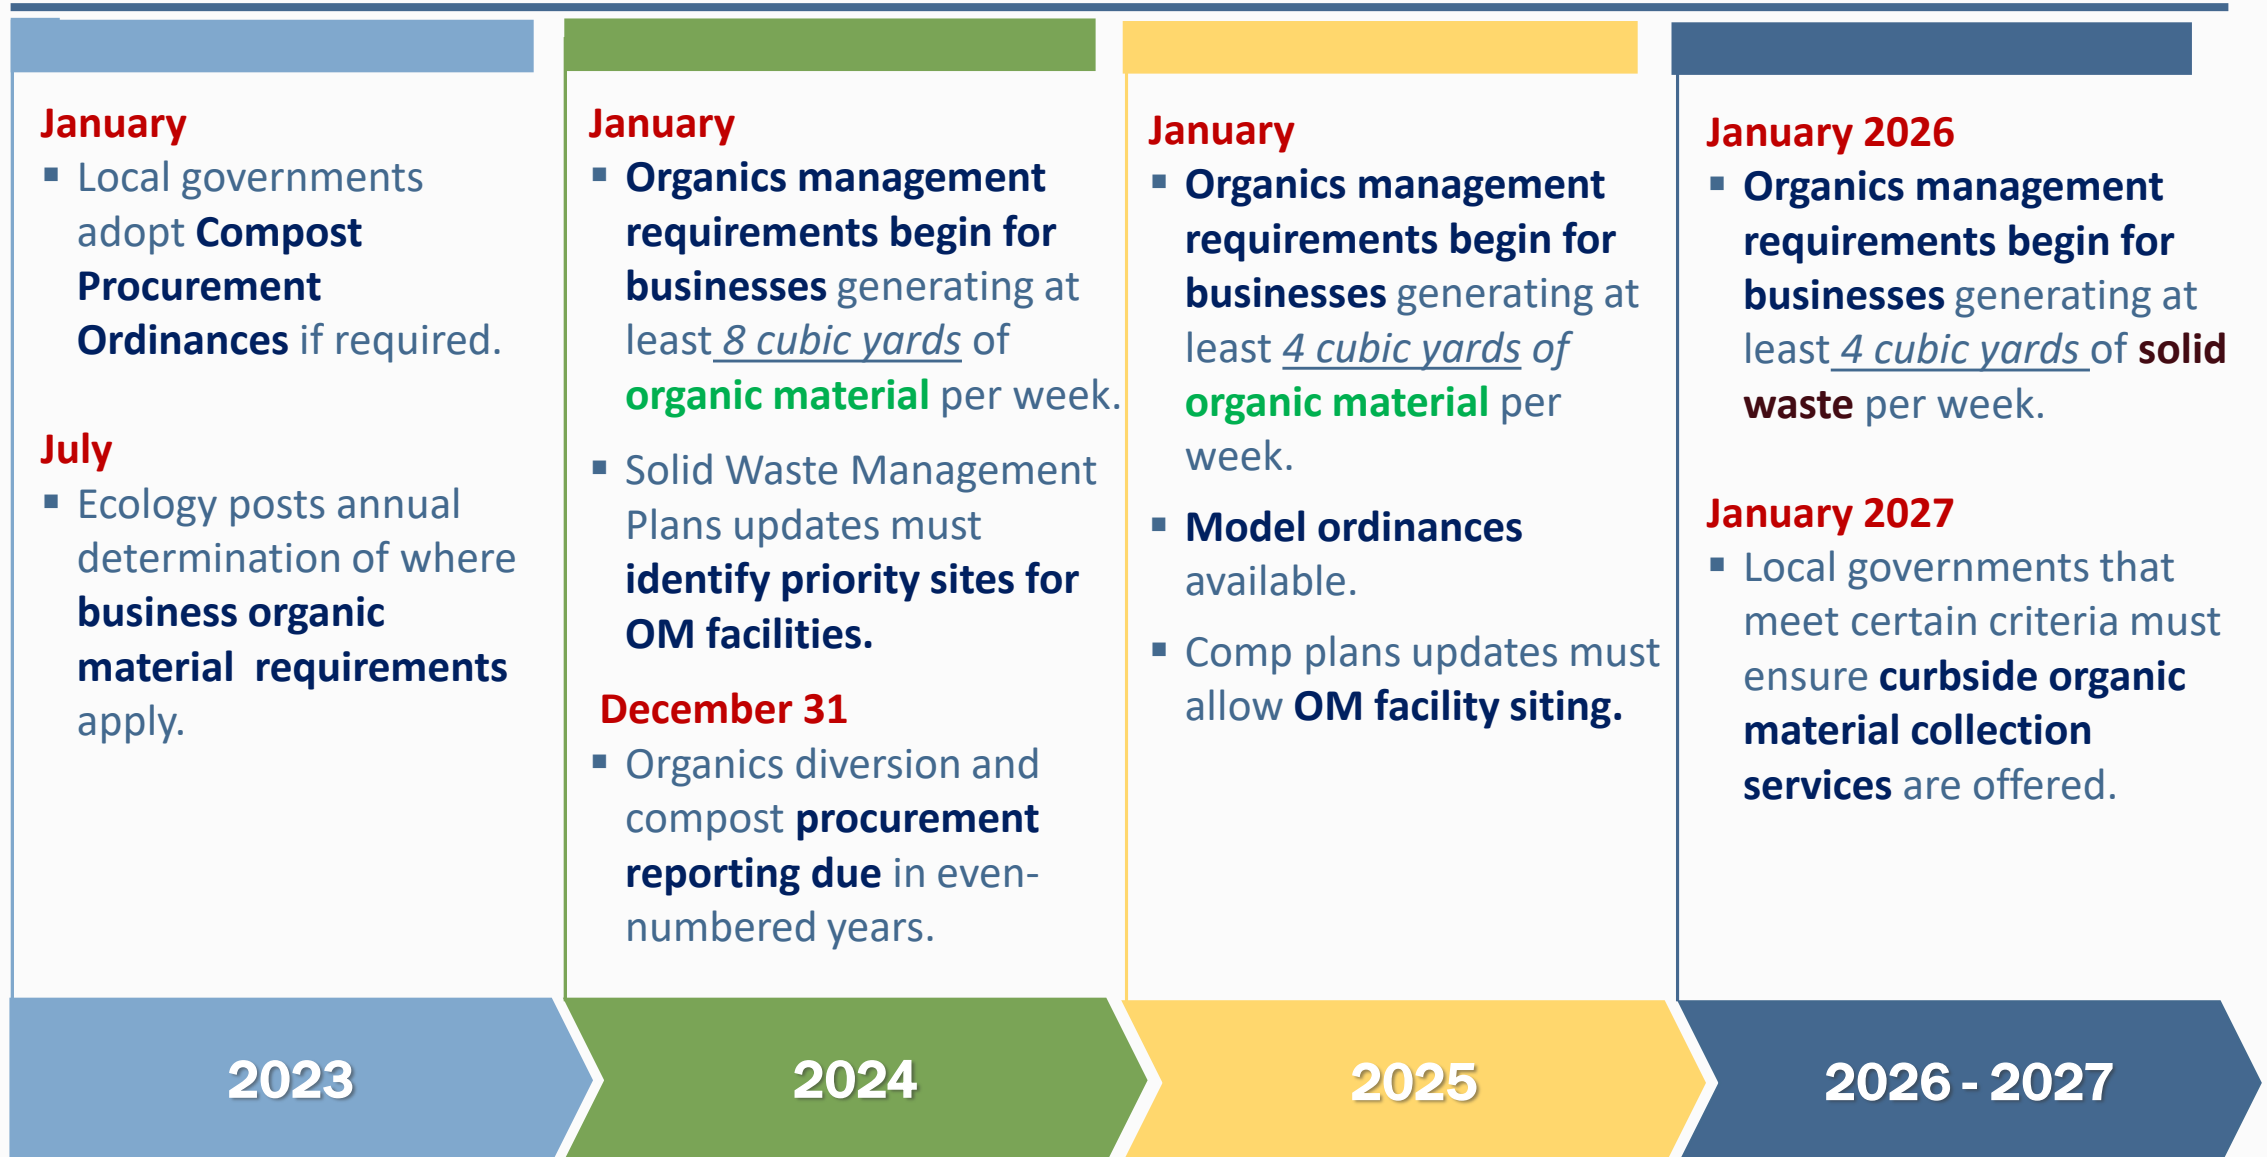 January
▪ Local governments
adopt Compost
Procurement
Ordinances if required.
July
▪ Ecology posts annual
determination of where
business organic
material  requirements
apply.
2023
January
▪ Organics management
requirements begin for
businesses generating at
least 8 cubic yards of
organic material per week.
▪ Solid Waste Management
Plans updates must
identify priority sites for
OM facilities.
December 31
▪ Organics diversion and
compost procurement
reporting due in even-
numbered years.
2024
January
▪ Organics management
requirements begin for
businesses generating at
least 4 cubic yards of
organic material per
week.
▪ Model ordinances
available.
▪ Comp plans updates must
allow OM facility siting.
2025
January 2026
▪ Organics management
requirements begin for
businesses generating at
least 4 cubic yards of solid
waste per week.
January 2027
▪ Local governments that
meet certain criteria must
ensure curbside organic
material collection
services are offered.
2026 - 2027